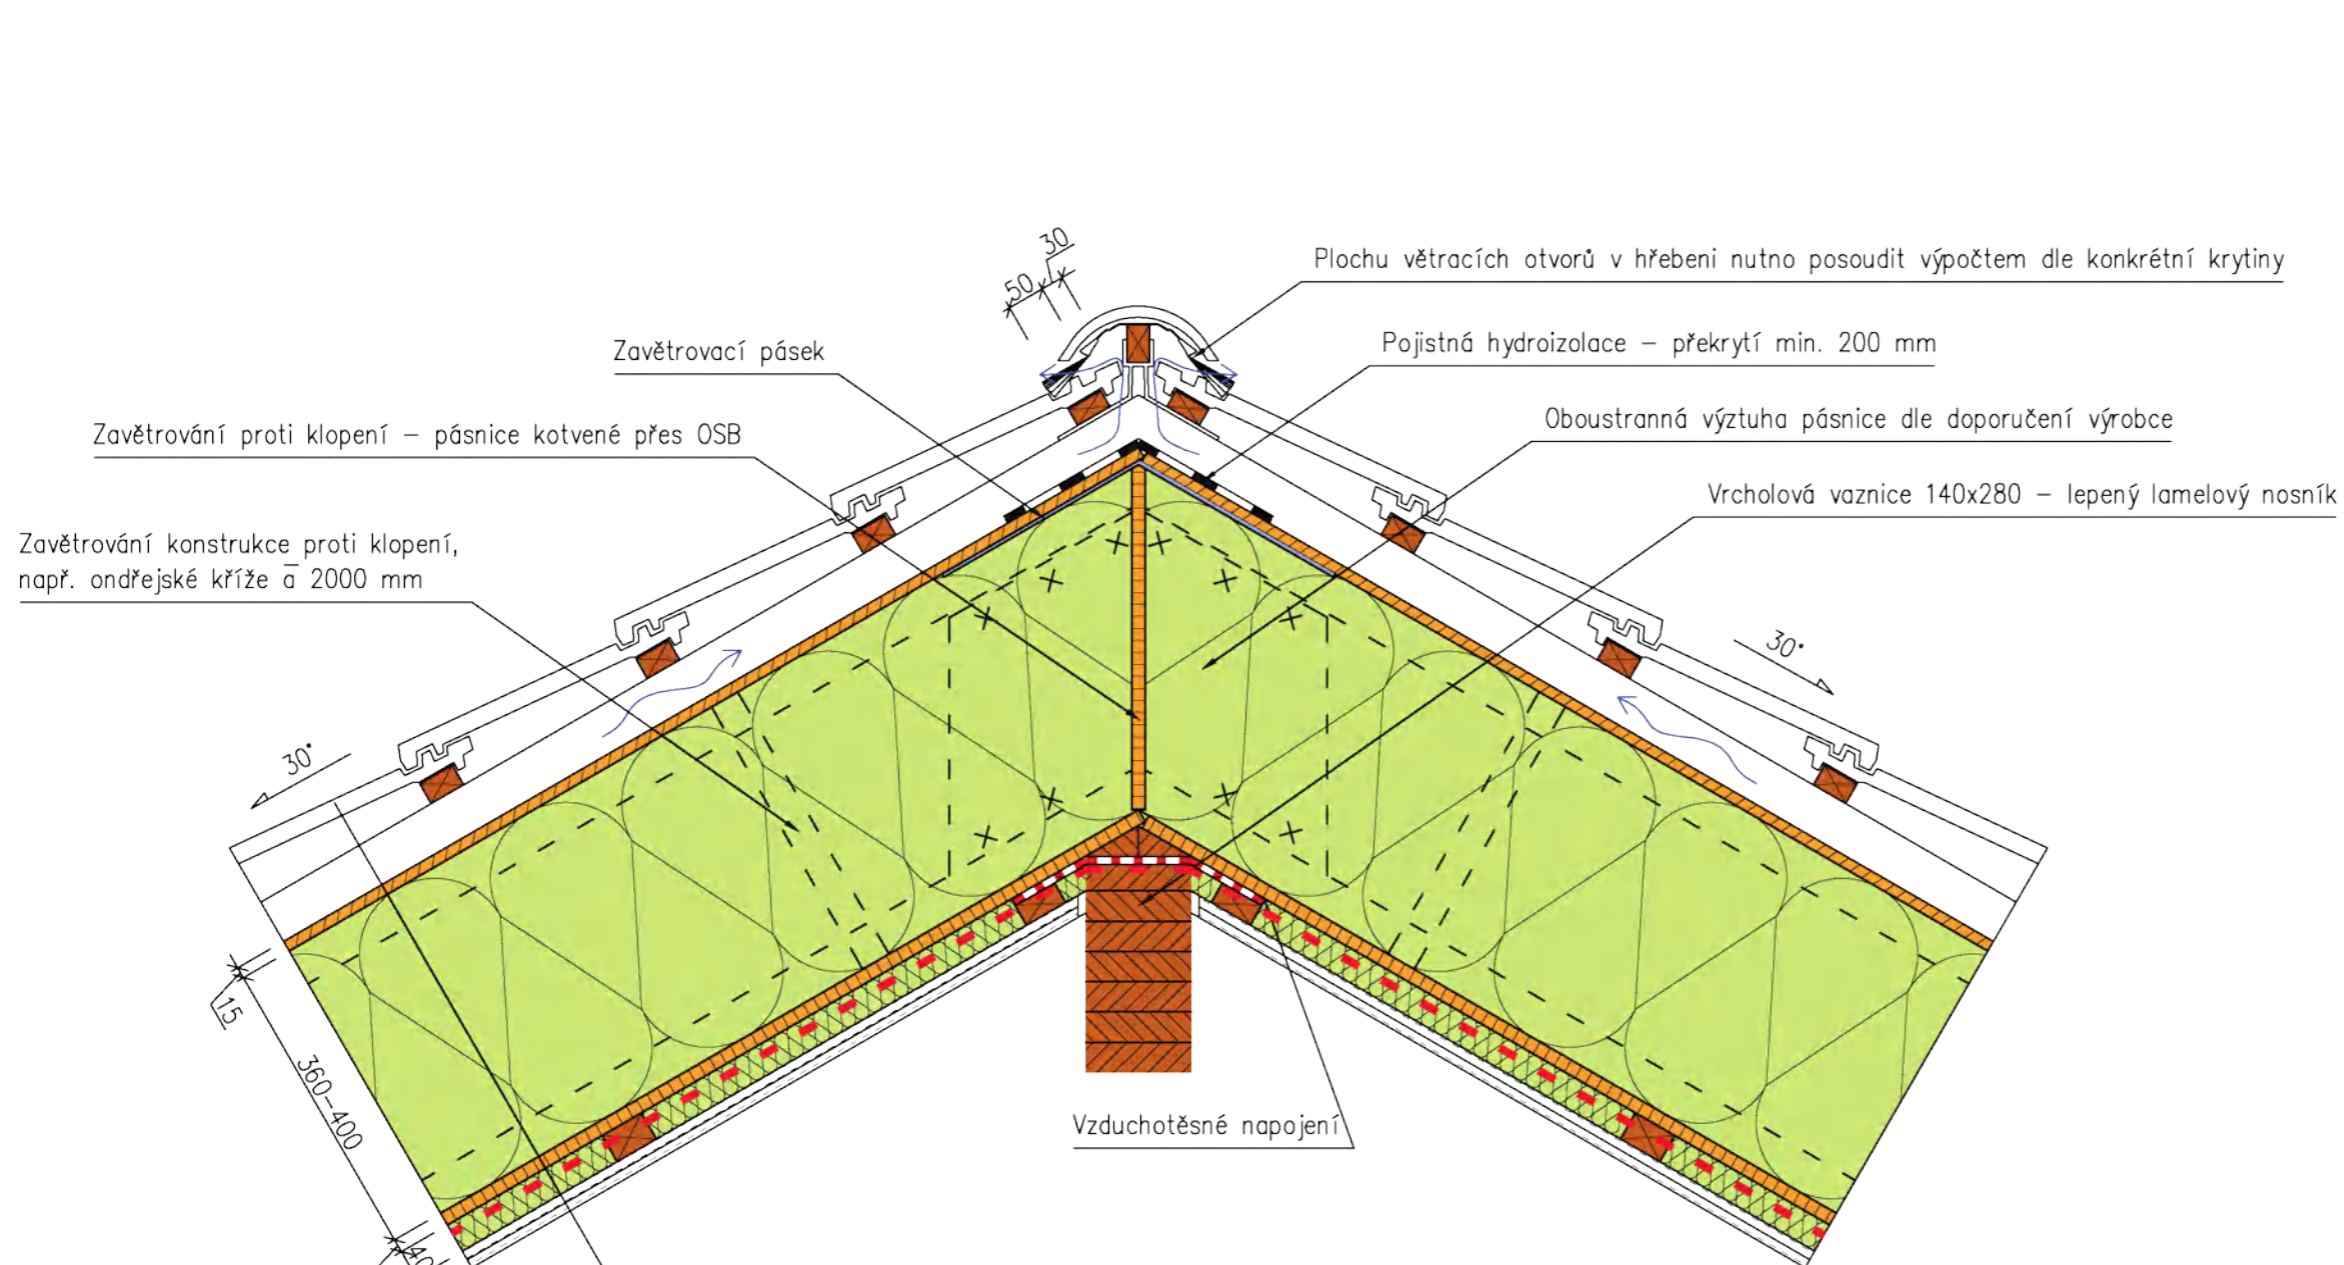 30
50
Plochu větracích otvorů v hřebeni nutno posoudit výpočtem dle konkrétní krytiny
Zavětrovací pásek
Pojistná hydroizolace – překrytí min. 200 mm
Zavětrování proti klopení – pásnice kotvené přes OSB
Oboustranná výztuha pásnice dle doporučení výrobce
Vrcholová vaznice 140x280 – lepený lamelový nosník
Zavětrování konstrukce proti klopení,
např. ondřejské kříže a̅ 2000 mm
30°
30°
15
360–400
40
Vzduchotěsné napojení